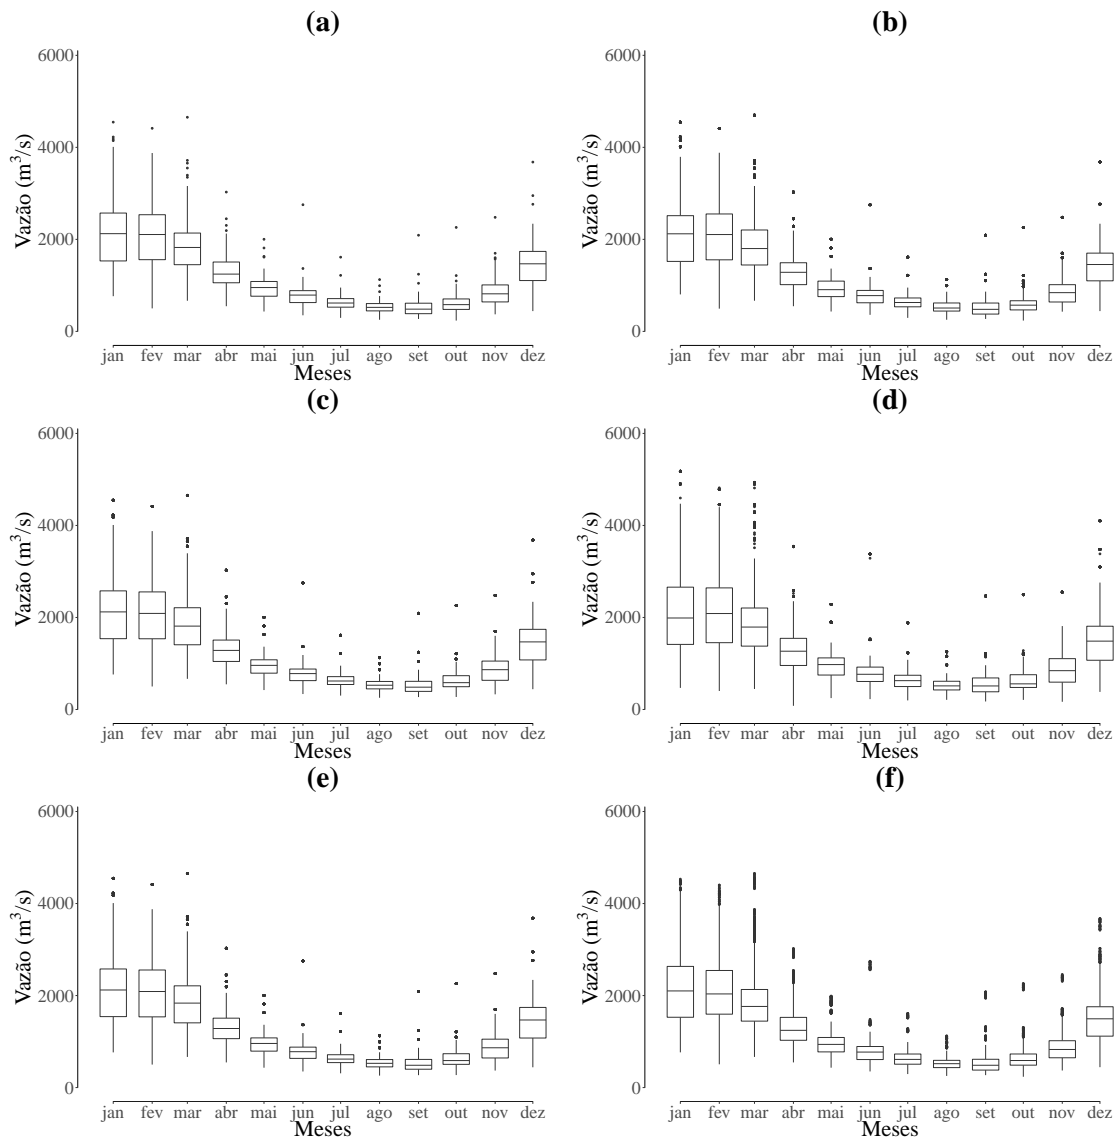 (a)
Vazão (m³/s)
6000
4000
2000
0
jan fev mar abr mai jun jul ago set out nov dez
Meses
(b)
Vazão (m³/s)
6000
4000
2000
0
jan fev mar abr mai jun jul ago set out nov dez
Meses
(c)
Vazão (m³/s)
6000
4000
2000
0
jan fev mar abr mai jun jul ago set out nov dez
Meses
(d)
Vazão (m³/s)
6000
4000
2000
0
jan fev mar abr mai jun jul ago set out nov dez
Meses
(e)
Vazão (m³/s)
6000
4000
2000
0
jan fev mar abr mai jun jul ago set out nov dez
Meses
(f)
Vazão (m³/s)
6000
4000
2000
0
jan fev mar abr mai jun jul ago set out nov dez
Meses